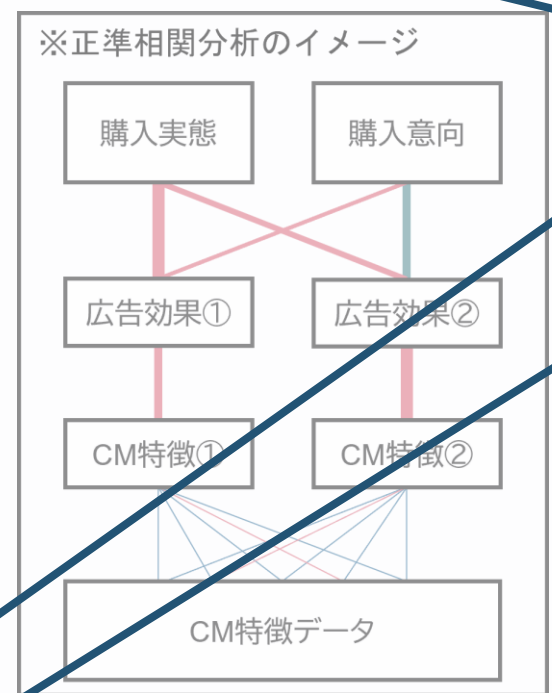 ※正準相関分析のイメージ
購入実態
購入意向
広告効果①
広告効果②
CM特徴①
CM特徴②
CM特徴データ